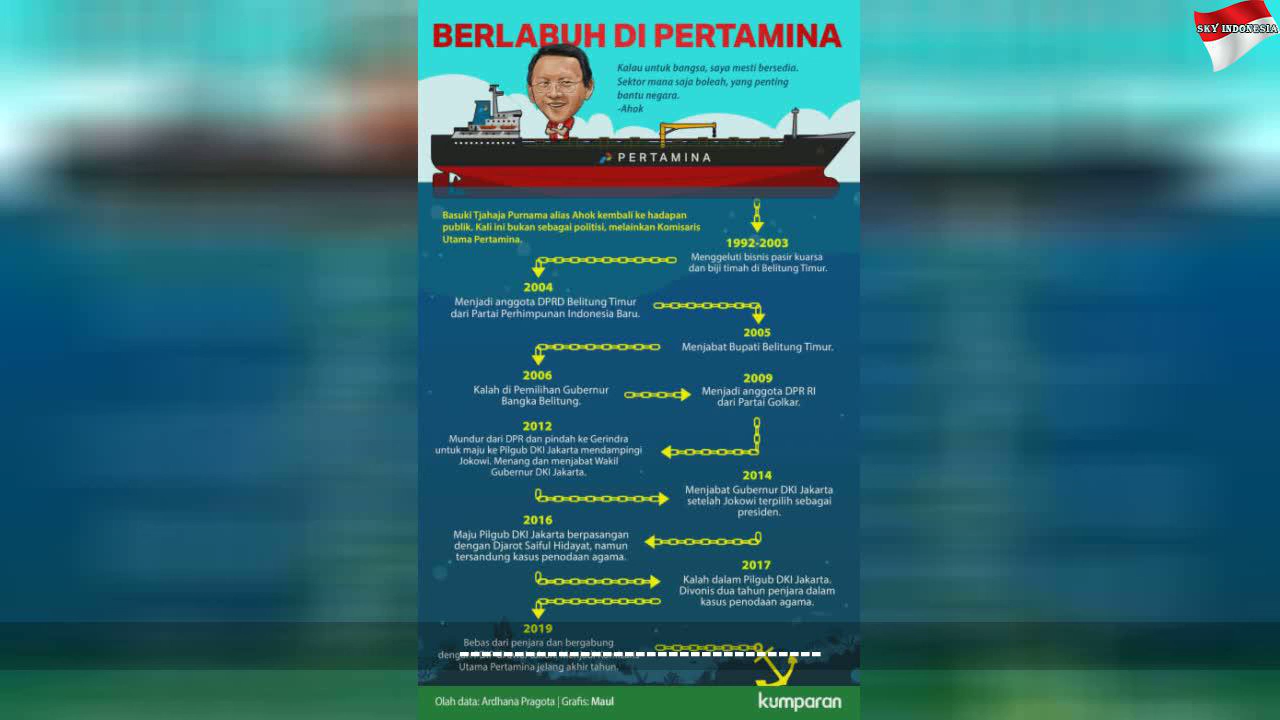 BERLABUH DI PERTAMINA
SKY INDONESIA
Kalau untuk bangsa, saya mesti bersedia.
Sektor mana saja boleah, yang penting
bantu negara.
-Ahok
PERTAMINA
Basuki Tjahaja Purnama alias Ahok kembali ke hadapan
publik. Kali ini bukan sebagai politisi, melainkan Komisaris
Utama Pertamina.
1992-2003
Menggeluti bisnis pasir kuarsa
dan biji timah di Belitung Timur.
2004
Menjadi anggota DPRD Belitung Timur
dari Partai Perhimpunan Indonesia Baru.
2005
Menjabat Bupati Belitung Timur.
2006
Kalah di Pemilihan Gubernur
Bangka Belitung.
2009
Menjadi anggota DPR RI
dari Partai Golkar.
2012
Mundur dari DPR dan pindah ke Gerindra
untuk maju ke Pilgub DKI Jakarta mendampingi
Jokowi. Menang dan menjabat Wakil
Gubernur DKI Jakarta.
2014
Menjabat Gubernur DKI Jakarta
setelah Jokowi terpilih sebagai
presiden.
2016
Maju Pilgub DKI Jakarta berpasangan
dengan Djarot Saiful Hidayat, namun
tersandung kasus penodaan agama.
2017
Kalah dalam Pilgub DKI Jakarta.
Divonis dua tahun penjara dalam
kasus penodaan agama.
2019
Bebas dari penjara dan bergabung
Utama Pertamina jelang akhir tahun.
Olah data: Ardhana Pragota | Grafis: Maul
kumparan